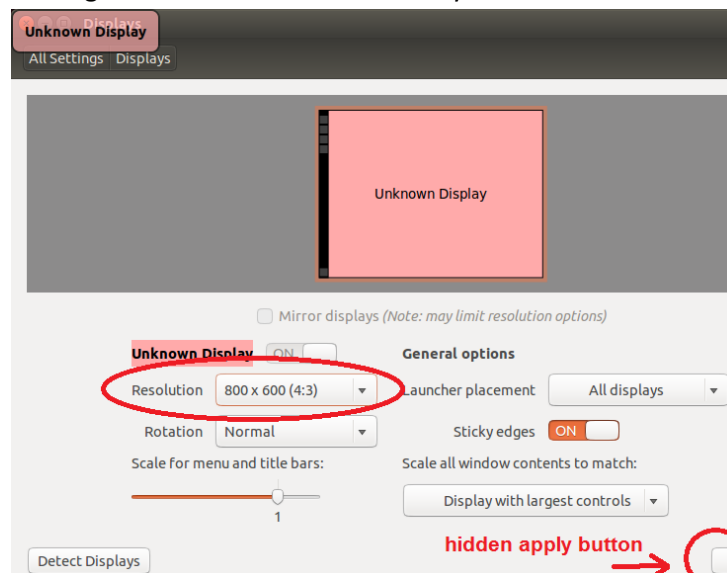 Unknown Display
All Settings Displays
Unknown Display
Mirror displays (Note: may limit resolution options)
Unknown Display ON
General options
Resolution 800 x 600 (4:3)
Launcher placement All displays
Rotation Normal
Sticky edges ON
Scale for menu and title bars:
Scale all window contents to match:
1
Display with largest controls
hidden apply button
Detect Displays